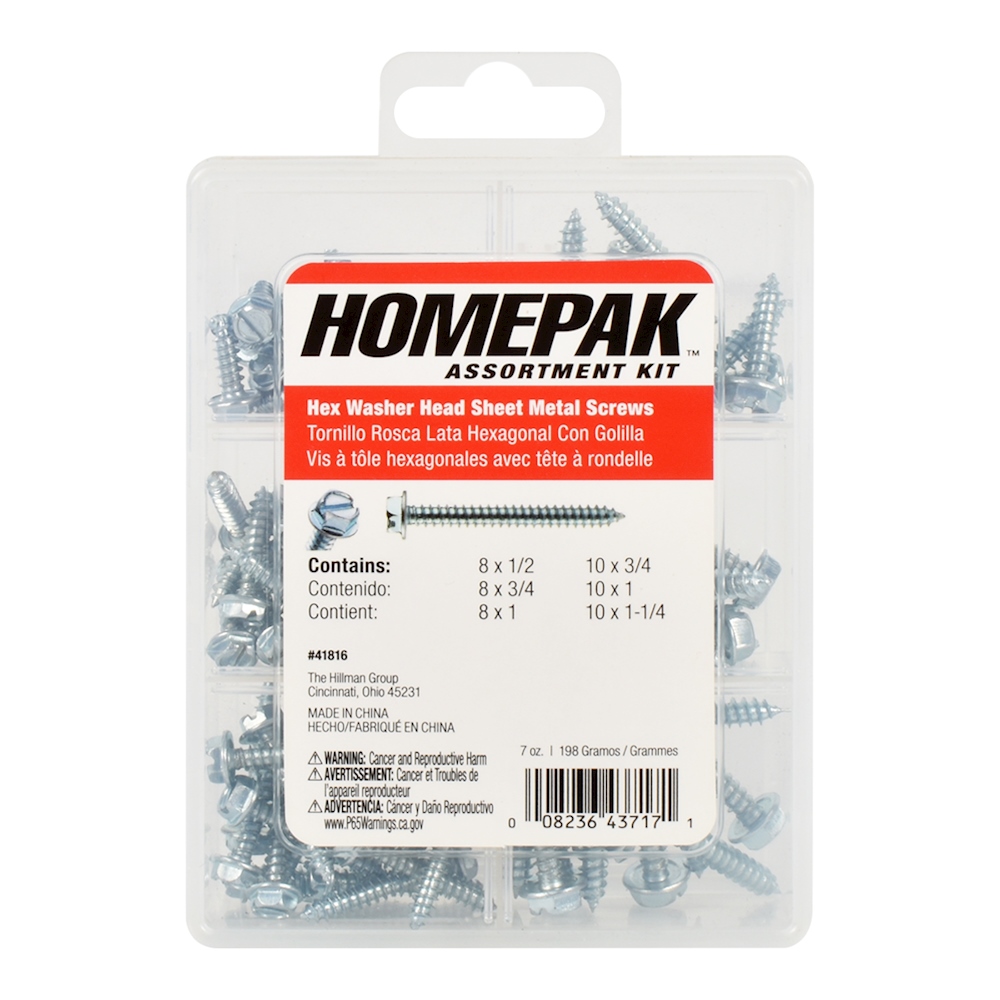 HOMEPAK™
ASSORTMENT KIT
Hex Washer Head Sheet Metal Screws
Tornillo Rosca Lata Hexagonal Con Golilla
Vis à tôle hexagonales avec tête à rondelle
Contains: 8 x 1/2 10 x 3/4
Contenido: 8 x 3/4 10 x 1
Contient: 8 x 1 10 x 1-1/4
#41816
The Hillman Group
Cincinnati, Ohio 45231
MADE IN CHINA
HECHO/FABRIQUÉ EN CHINA
7 oz. | 198 Gramos / Grammes
⚠WARNING: Cancer and Reproductive Harm
⚠AVERTISSEMENT: Cancer et Troubles de
l'appareil reproducteur
⚠ADVERTENCIA: Cáncer y Daño Reproductivo
www.P65Warnings.ca.gov
0 08236 43717 1